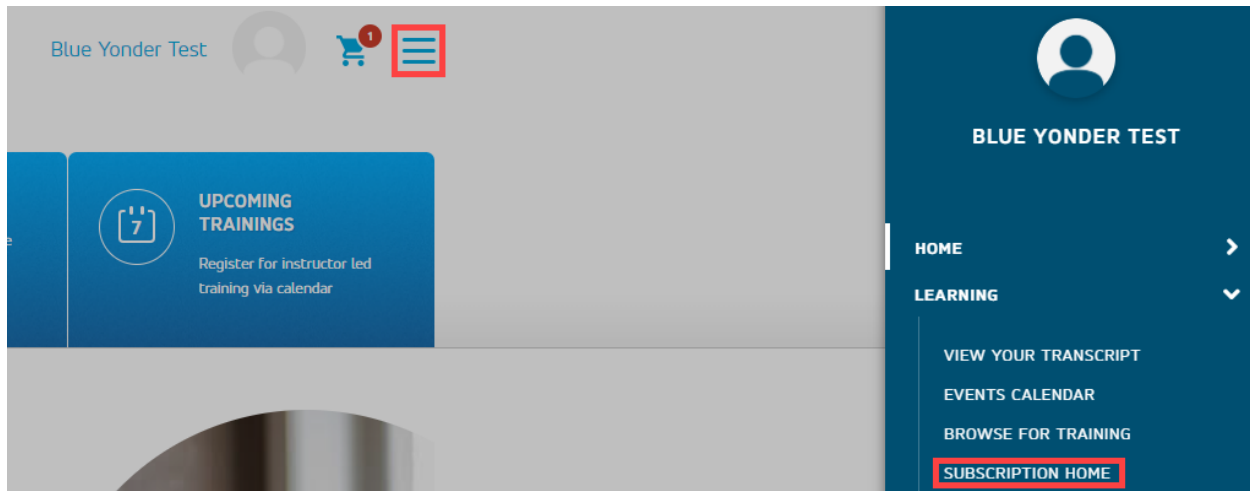 Blue Yonder Test
1
UPCOMING
TRAININGS
7
Register for instructor led
training via calendar
e
BLUE YONDER TEST
HOME
LEARNING
VIEW YOUR TRANSCRIPT
EVENTS CALENDAR
BROWSE FOR TRAINING
SUBSCRIPTION HOME